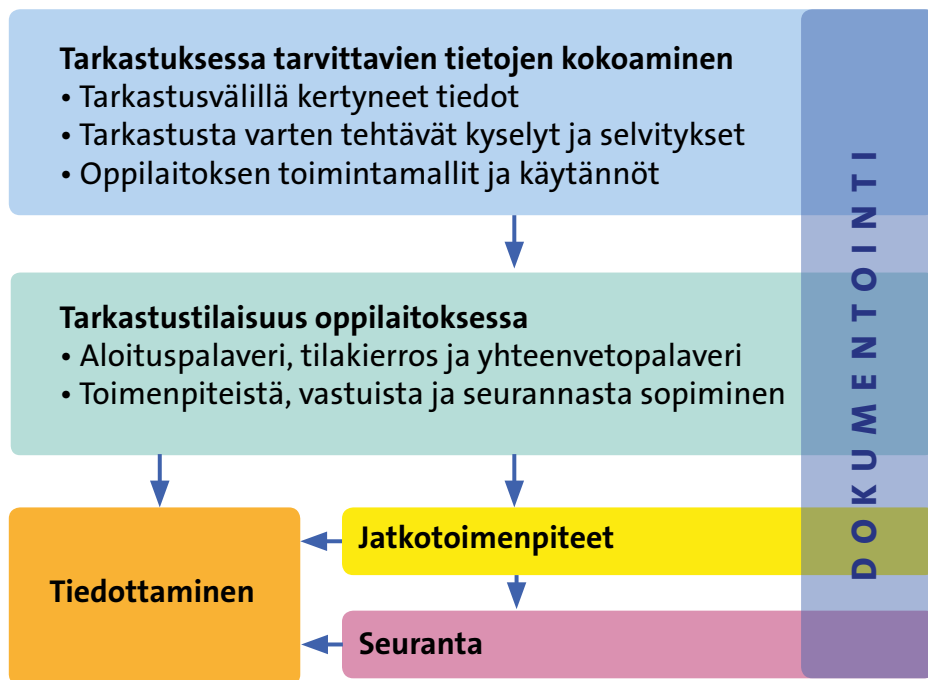 Tarkastuksessa tarvittavien tietojen kokoaminen
• Tarkastusvälillä kertyneet tiedot
• Tarkastusta varten tehtävät kyselyt ja selvitykset
• Oppilaitoksen toimintamallit ja käytännöt
Tarkastustilaisuus oppilaitoksessa
• Aloituspalaveri, tilakierros ja yhteenvetopalaveri
• Toimenpiteistä, vastuista ja seurannasta sopiminen
Jatkotoimenpiteet
Tiedottaminen
Seuranta
DOKUMENTOINTI